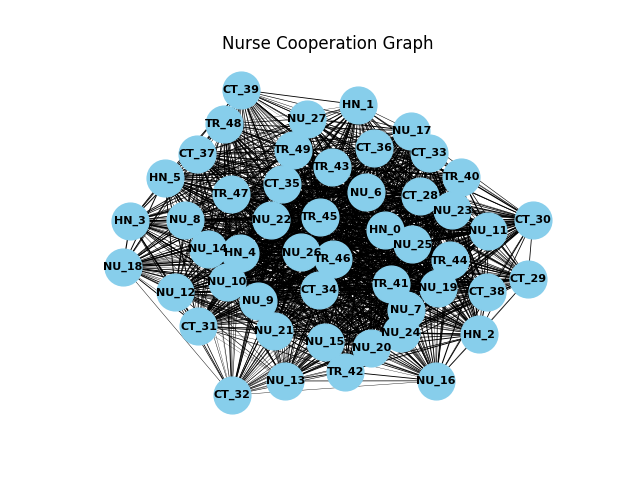 Nurse Cooperation Graph
CT_39
HN_1
NU_27
TR_48
NU_17
CT_36
TR_49
CT_33
CT_37
TR_43
TR_40
HN_5
CT_35
NU_6
TR_47
CT_28
NU_23
TR_45
NU_22
NU_8
HN_3
CT_30
HN_0
NU_11
NU_25
NU_14
HN_4
NU_26
TR_46
TR_44
NU_18
CT_29
NU_10
TR_41
NU_19
CT_34
NU_12
CT_38
NU_9
NU_7
CT_31
NU_21
NU_24
HN_2
NU_15
NU_20
TR_42
NU_13
NU_16
CT_32